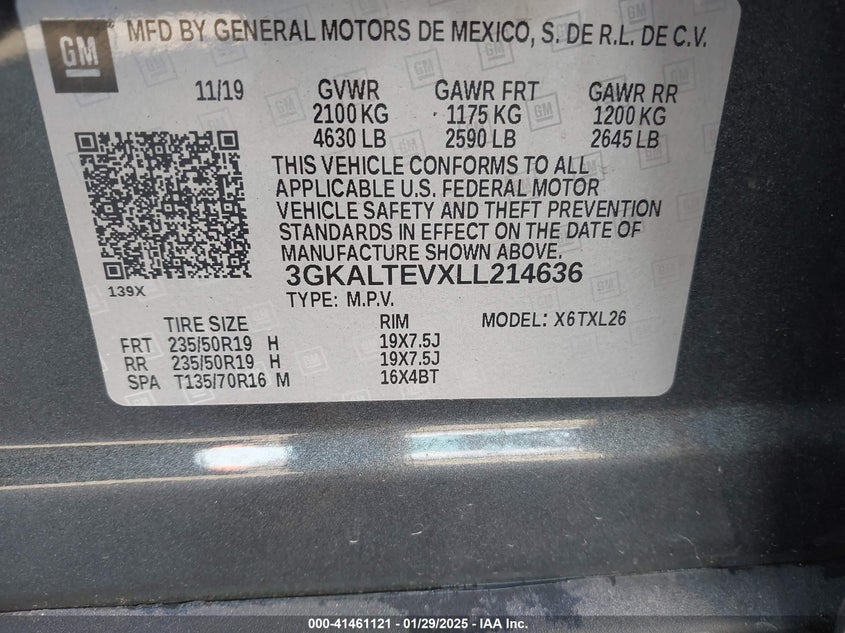 GM
MFD BY GENERAL MOTORS DE MEXICO, S. DE R.L. DE C.V.
11/19 GVWR GAWR FRT GAWR RR
2100 KG 1175 KG 1200 KG
4630 LB 2590 LB 2645 LB
THIS VEHICLE CONFORMS TO ALL
APPLICABLE U.S. FEDERAL MOTOR
VEHICLE SAFETY AND THEFT PREVENTION
STANDARDS IN EFFECT ON THE DATE OF
MANUFACTURE SHOWN ABOVE.
3GKALTEVXLL214636
139X
TYPE: M.P.V.
MODEL: X6TXL26
TIRE SIZE RIM
FRT 235/50R19 H 19X7.5J
RR 235/50R19 H 19X7.5J
SPA T135/70R16 M 16X4BT
000-41461121 - 01/29/2025 - IAA Inc.